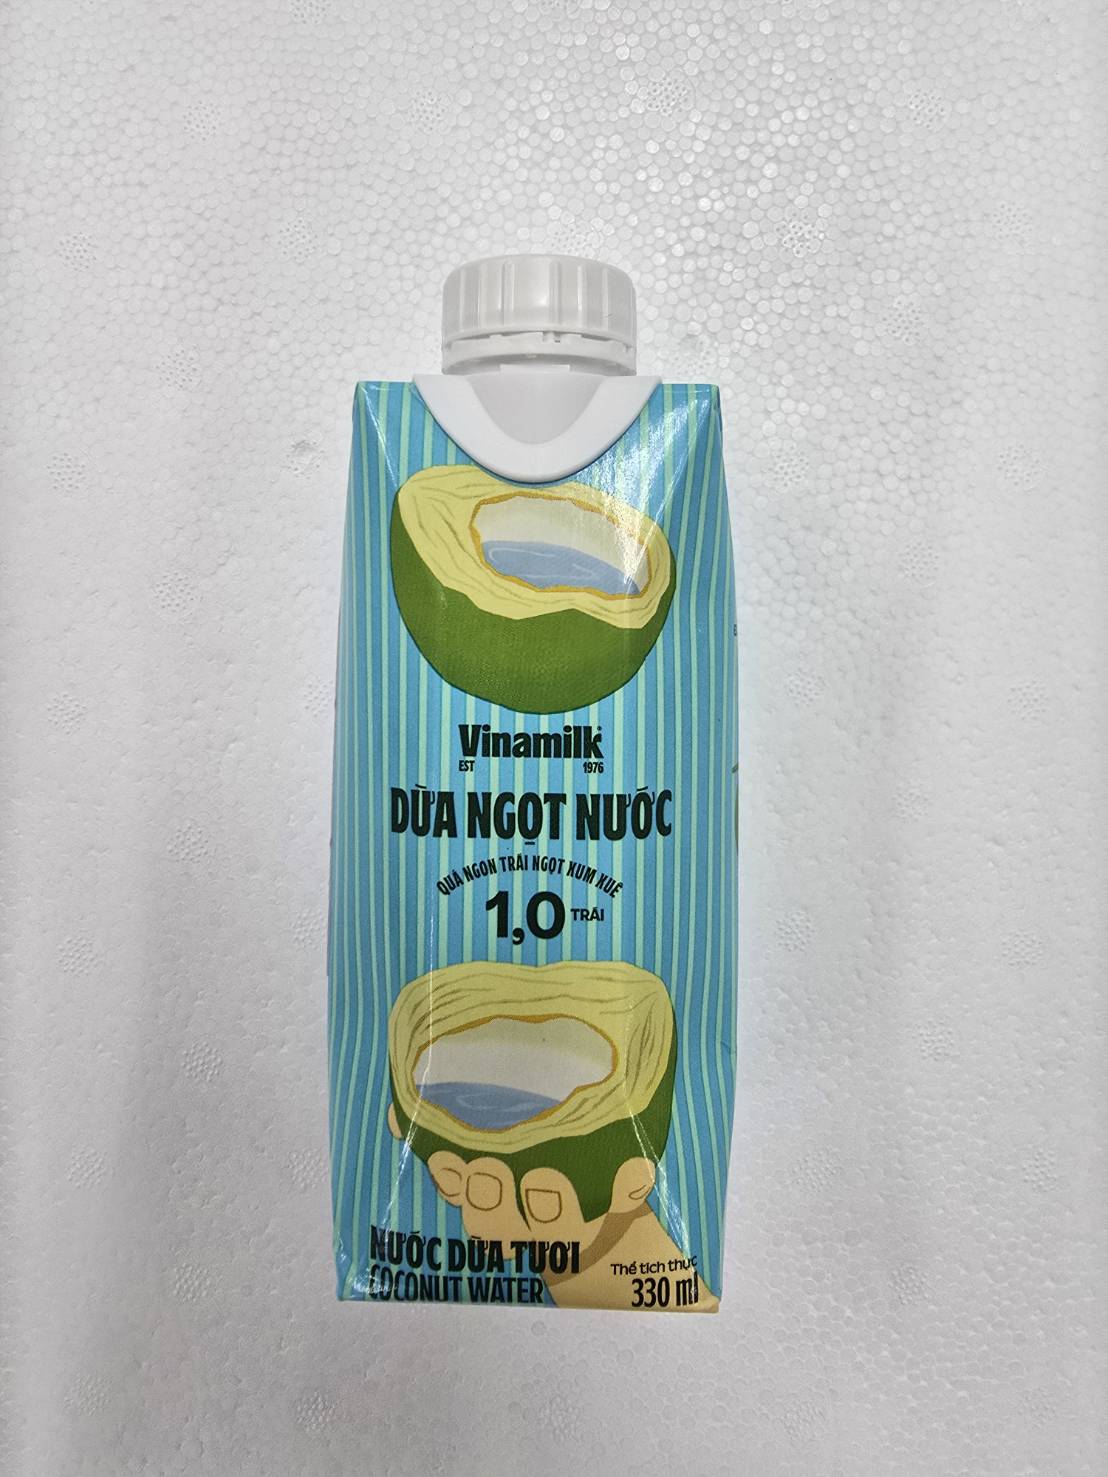 Vinamilk
EST 1976
DỪA NGỌT NƯỚC
QUẢ NGON TRÁI NGỌT XUM XUÊ
1,0 TRÁI
NƯỚC DỪA TƯƠI
COCONUT WATER
Thể tích thực
330 ml